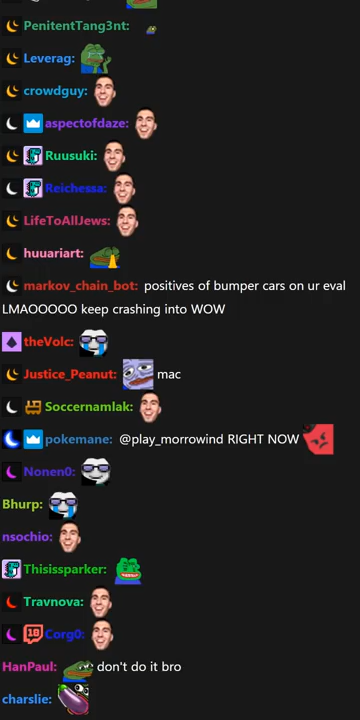 PenitentTang3nt:
Leverag:
crowdguy:
aspectofdaze:
Ruusuki:
Reichessa:
LifeToAllJews:
huuariart:
markov_chain_bot: positives of bumper cars on ur eval
LMAOOOOO keep crashing into WOW
theVolc:
Justice_Peanut: mac
Soccernamlak:
pokemane: @play_morrowind RIGHT NOW
Nonen0:
Bhurp:
nsochio:
Thisissparker:
Travnova:
18 Corg0:
HanPaul: don't do it bro
charslie: